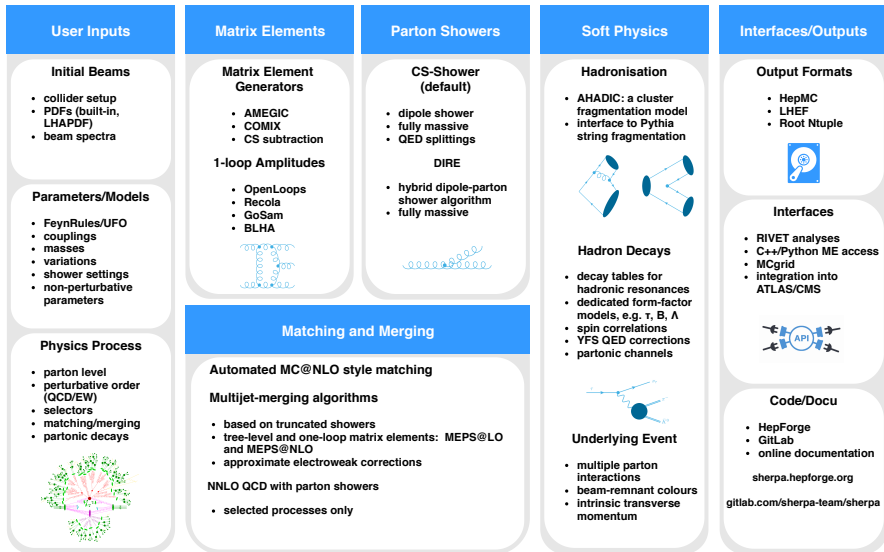 User Inputs
Initial Beams
• collider setup
• PDFs (built-in,
LHAPDF)
• beam spectra
Parameters/Models
• FeynRules/UFO
• couplings
• masses
• variations
• shower settings
• non-perturbative
parameters
Physics Process
• parton level
• perturbative order
(QCD/EW)
• selectors
• matching/merging
• partonic decays
Matrix Elements
Matrix Element
Generators
• AMEGIC
• COMIX
• CS subtraction
1-loop Amplitudes
• OpenLoops
• Recola
• GoSam
• BLHA
Parton Showers
CS-Shower
(default)
• dipole shower
• fully massive
• QED splittings
DIRE
• hybrid dipole-parton
shower algorithm
• fully massive
Matching and Merging
Automated MC@NLO style matching
Multijet-merging algorithms
• based on truncated showers
• tree-level and one-loop matrix elements: MEPS@LO
and MEPS@NLO
• approximate electroweak corrections
NNLO QCD with parton showers
• selected processes only
Soft Physics
Hadronisation
• AHADIC: a cluster
fragmentation model
• interface to Pythia
string fragmentation
Hadron Decays
• decay tables for
hadronic resonances
• dedicated form-factor
models, e.g. τ, B, Λ
• spin correlations
• YFS QED corrections
• partonic channels
Underlying Event
• multiple parton
interactions
• beam-remnant colours
• intrinsic transverse
momentum
Interfaces/Outputs
Output Formats
• HepMC
• LHEF
• Root Ntuple
Interfaces
• RIVET analyses
• C++/Python ME access
• MCgrid
• integration into
ATLAS/CMS
API
Code/Docu
• HepForge
• GitLab
• online documentation
sherpa.hepforge.org
gitlab.com/sherpa-team/sherpa